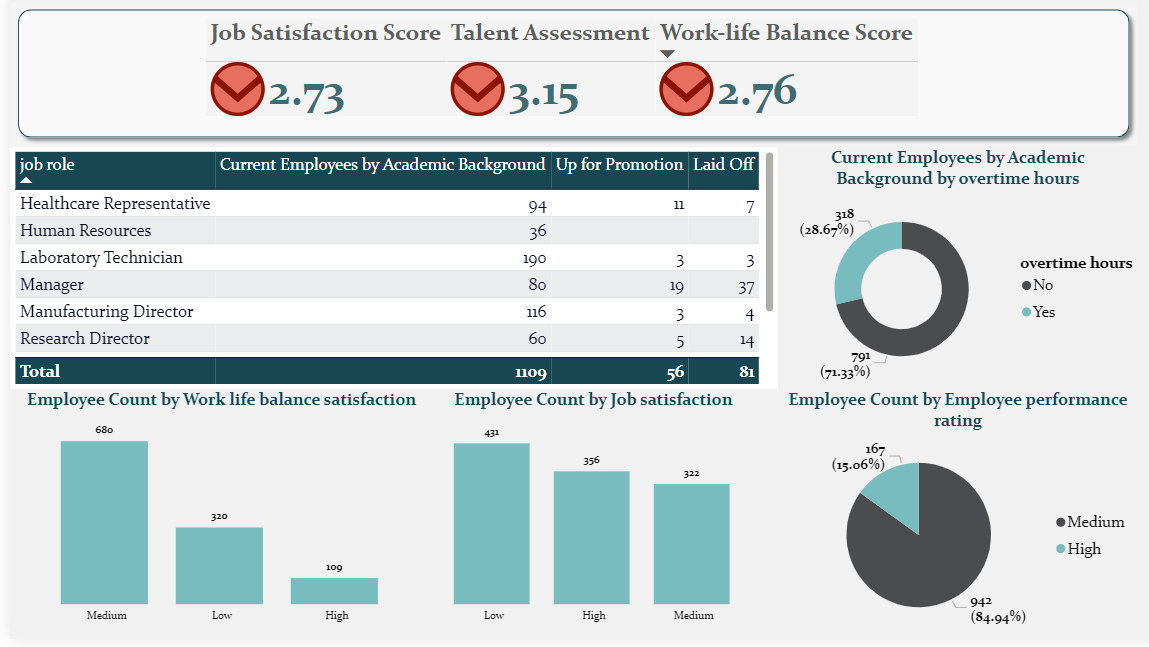 Job Satisfaction Score Talent Assessment Work-life Balance Score
2.73 3.15 2.76
job role Current Employees by Academic Background Up for Promotion Laid Off
Healthcare Representative 94 11 7
Human Resources 36
Laboratory Technician 190 3 3
Manager 80 19 37
Manufacturing Director 116 3 4
Research Director 60 5 14
Total 1109 56 81
Current Employees by Academic
Background by overtime hours
318
(28.67%)
791
(71.33%)
overtime hours
No
Yes
Employee Count by Work life balance satisfaction
680
320
109
Medium Low High
Employee Count by Job satisfaction
431
356
322
Low High Medium
Employee Count by Employee performance
rating
167
(15.06%)
942
(84.94%)
Medium
High